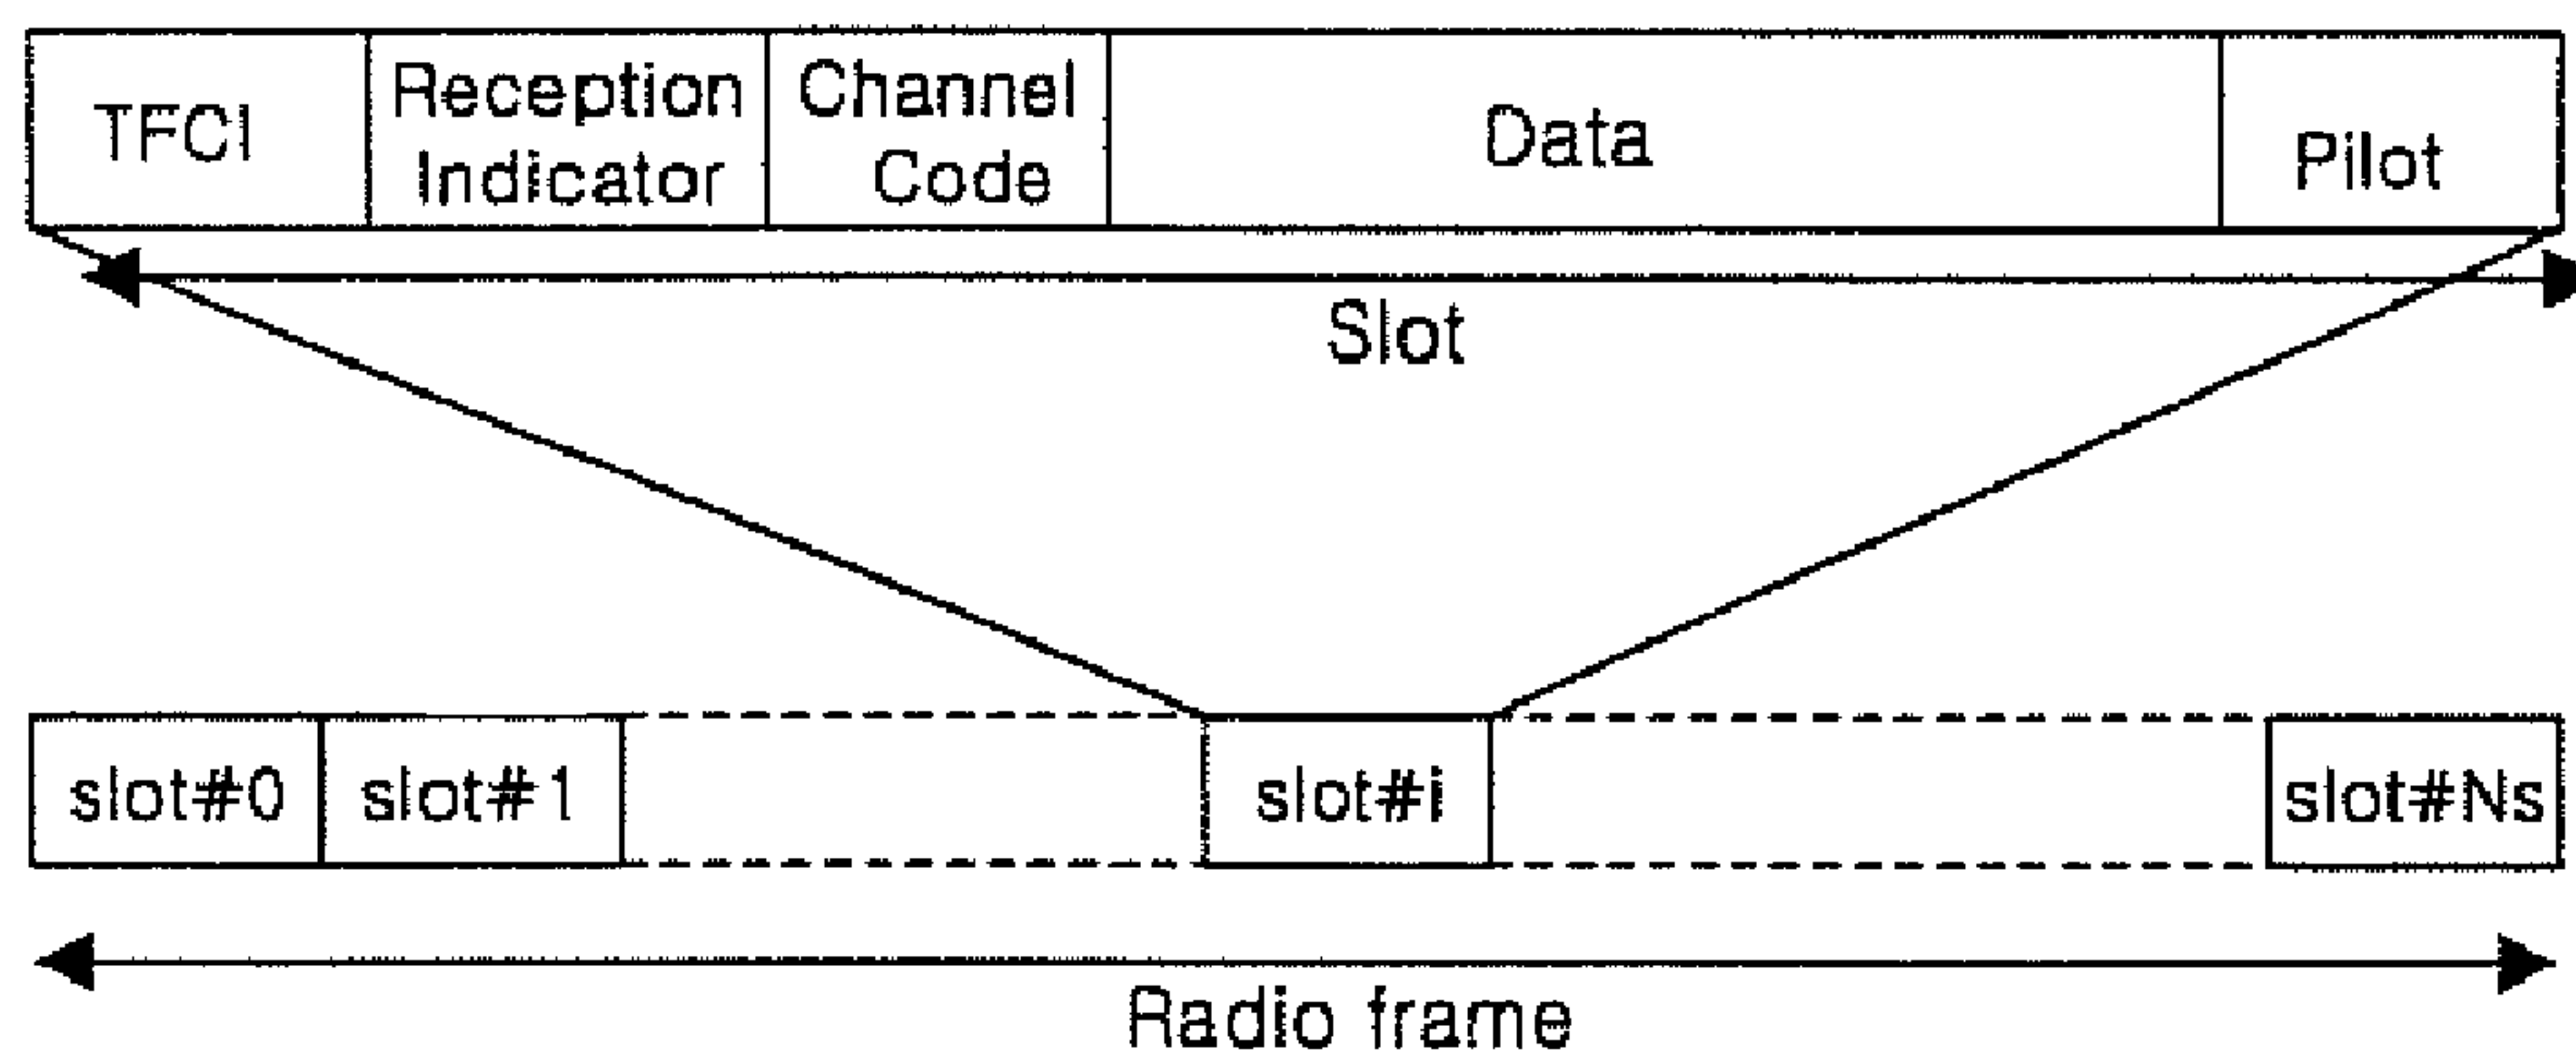 TFCI
Reception
Indicator
Channel
Code
Data
Pilot
Slot
slot#0
slot#1
slot#i
slot#Ns
Radio frame